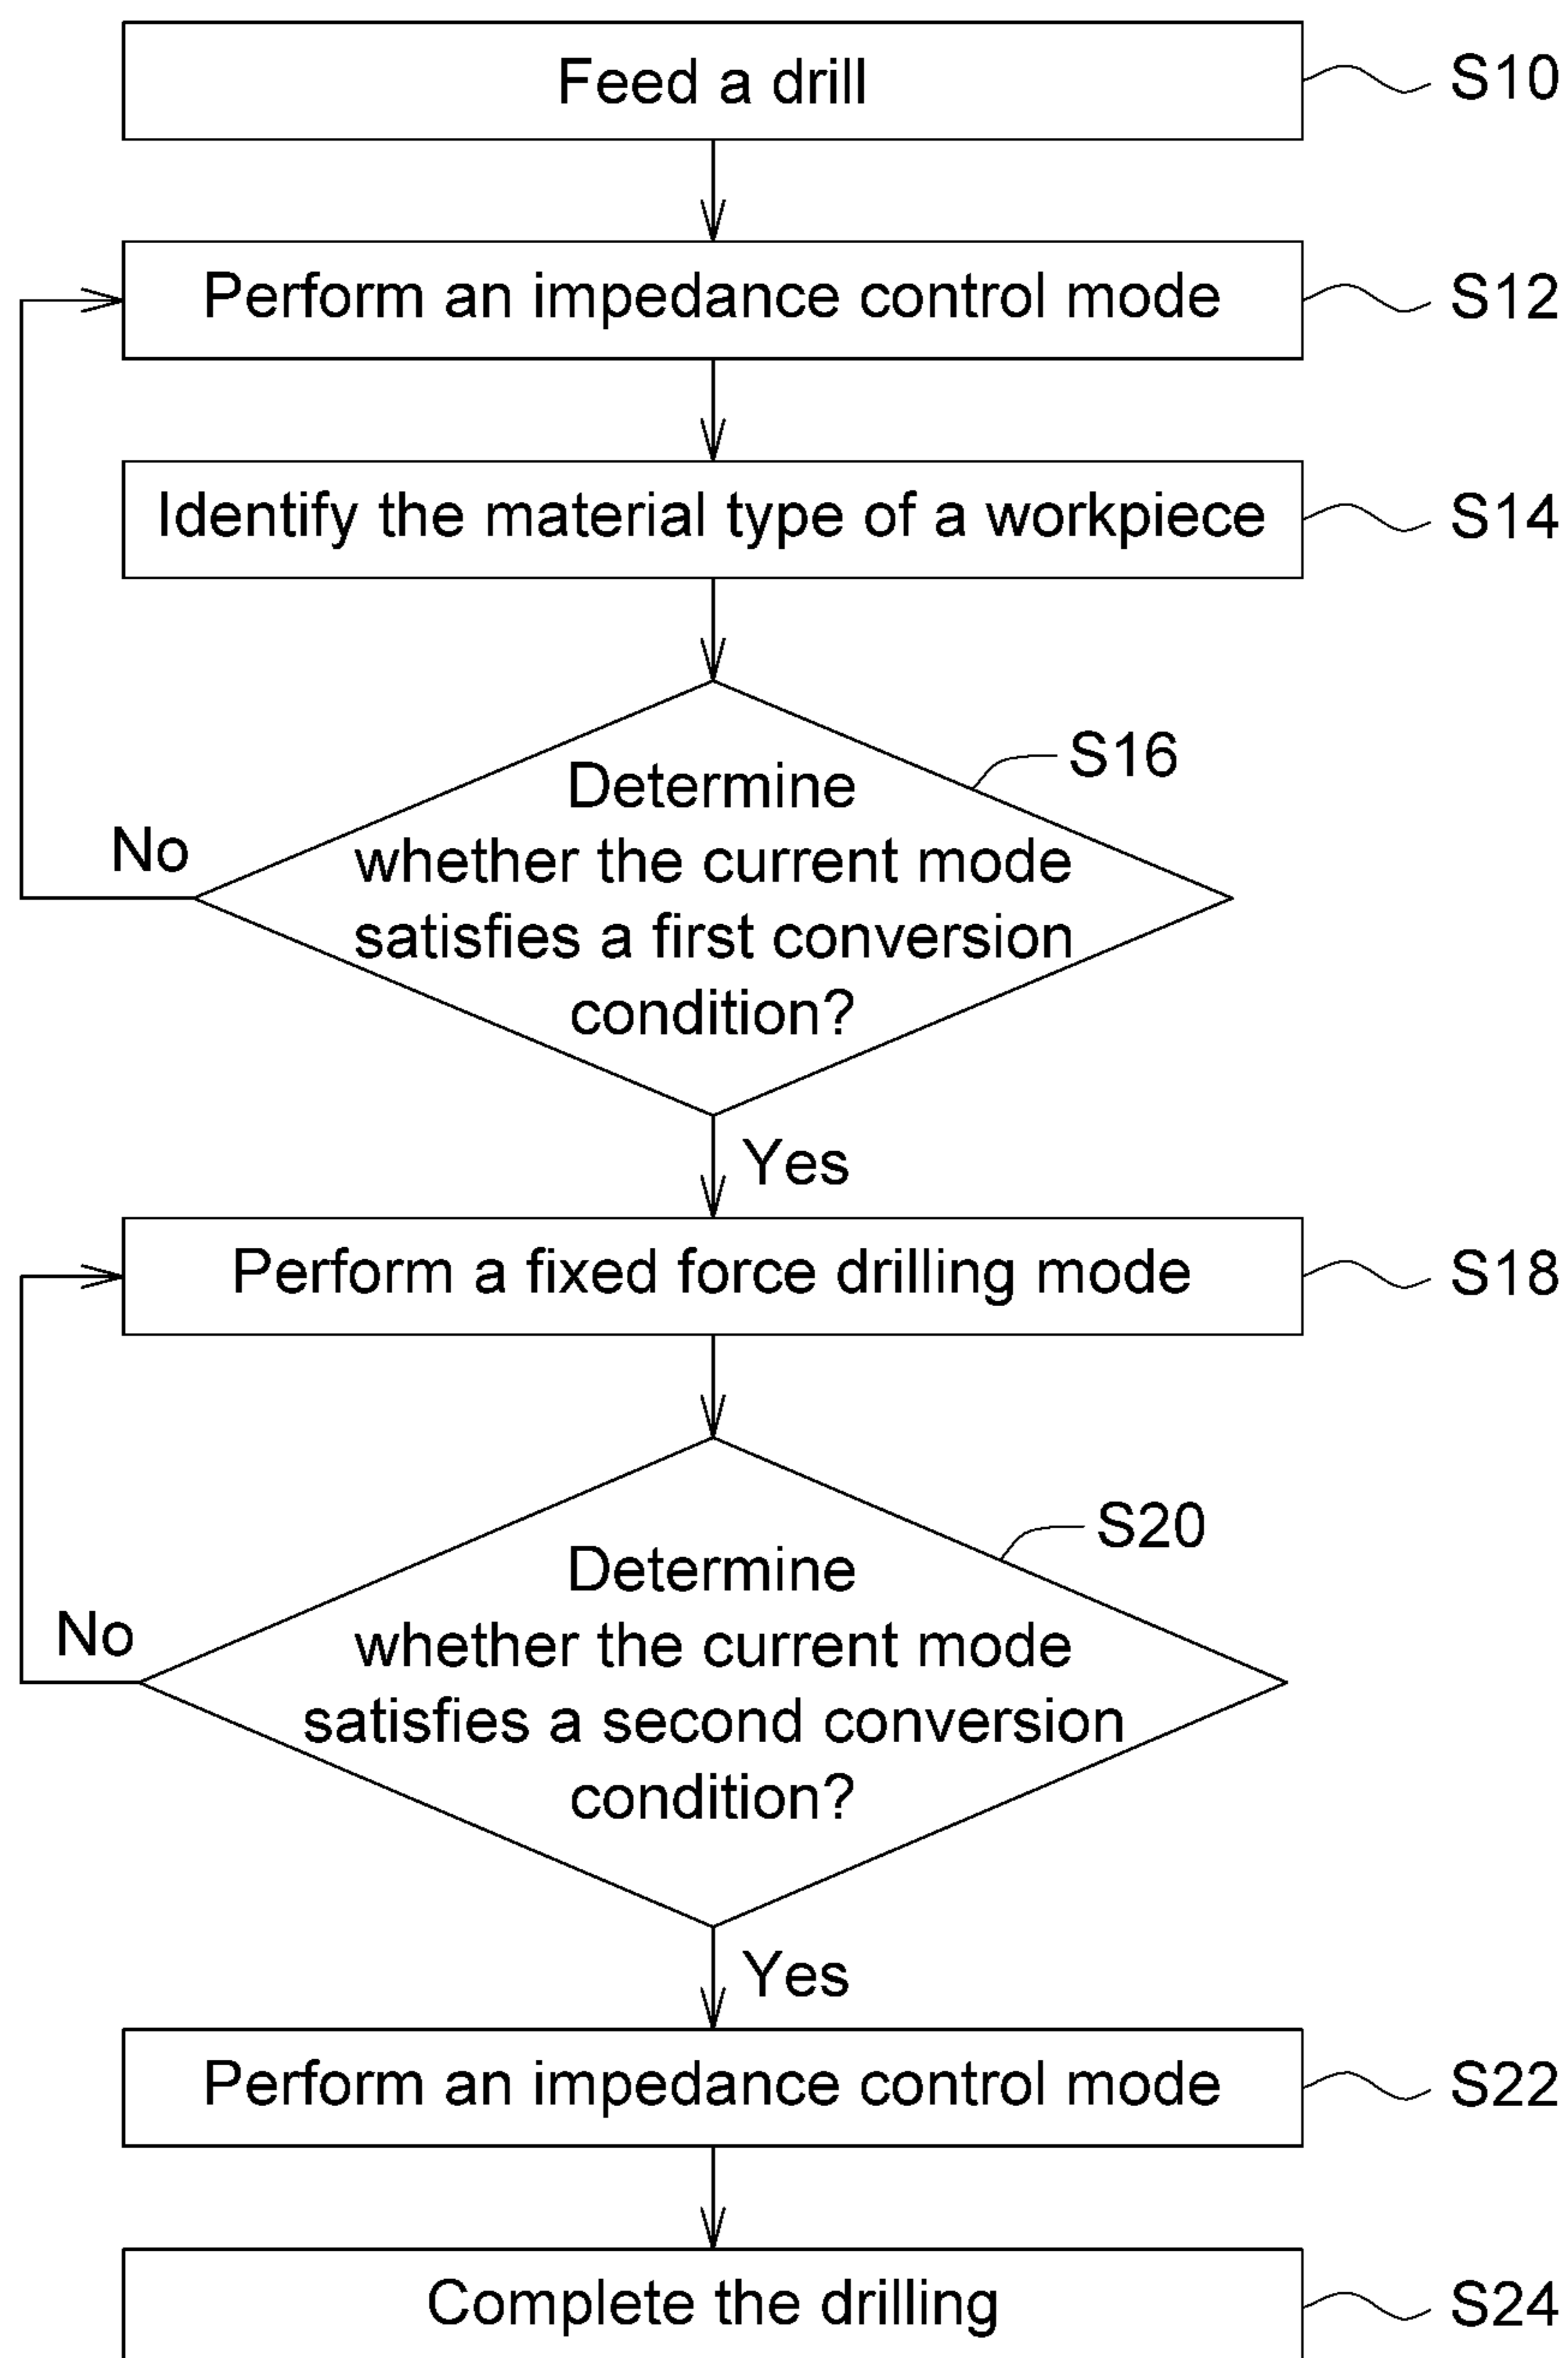 Feed a drill
S10
Perform an impedance control mode
S12
Identify the material type of a workpiece
S14
S16
Determine
whether the current mode
satisfies a first conversion
condition?
No
Yes
Perform a fixed force drilling mode
S18
S20
Determine
whether the current mode
satisfies a second conversion
condition?
No
Yes
Perform an impedance control mode
S22
Complete the drilling
S24